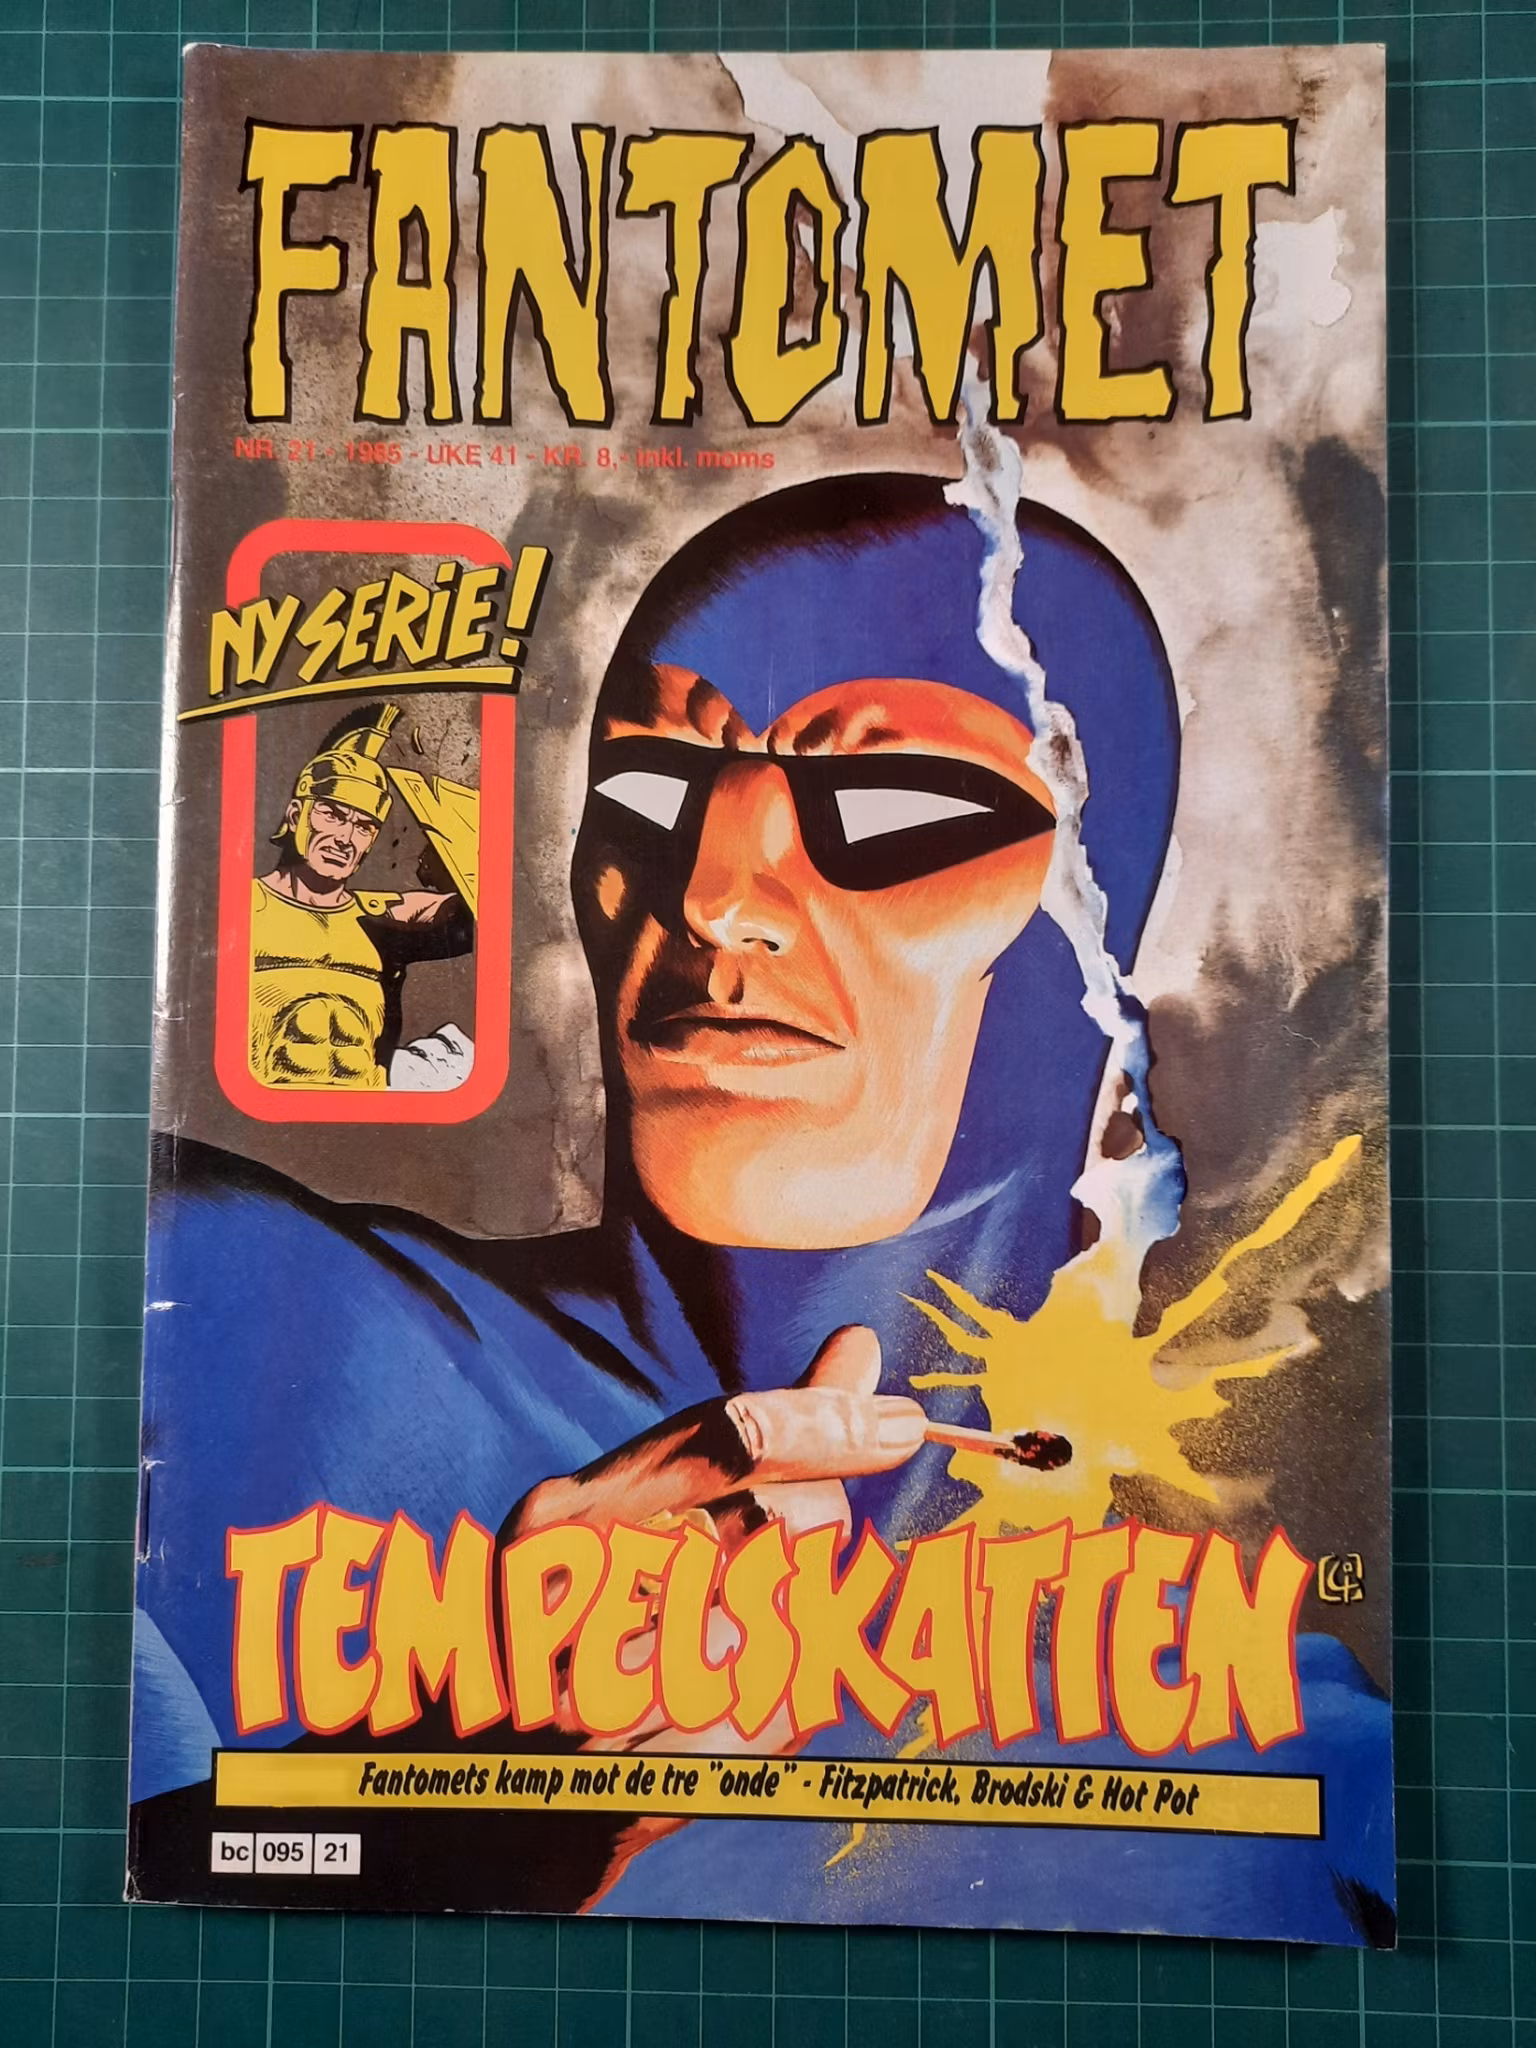 FANTOMET
NR. 21 - 1985 - UKE 41 - KR. 8,- inkl. moms
NY SERiE!
TEMPELSKATTEN
Fantomets kamp mot de tre "onde" - Fitzpatrick, Brodski & Hot Pot
bc 095 21